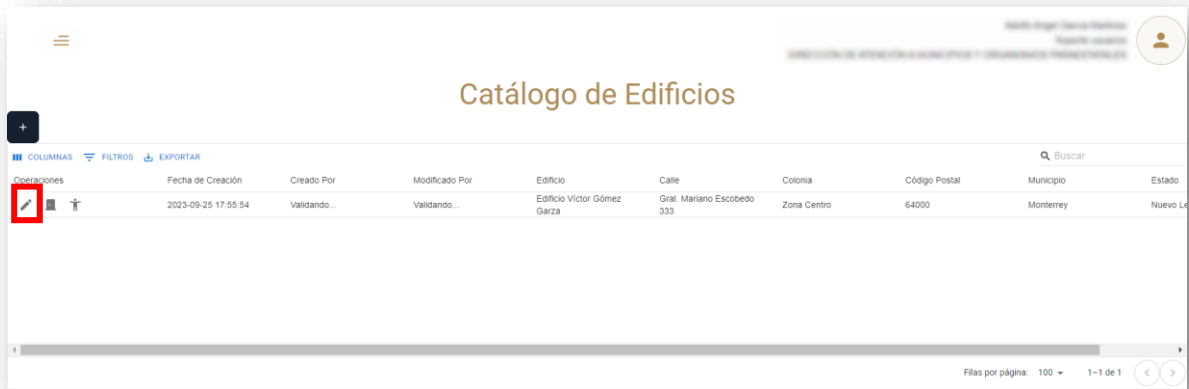 Catálogo de Edificios
+
COLUMNAS FILTROS EXPORTAR Buscar
Operaciones Fecha de Creación Creado Por Modificado Por Edificio Calle Colonia Código Postal Municipio Estado
2023-09-25 17:55:54 Validando... Validando... Edificio Víctor Gómez Gral. Mariano Escobedo Zona Centro 64000 Monterrey Nuevo Le
Garza 333
Filas por página: 100 1–1 de 1